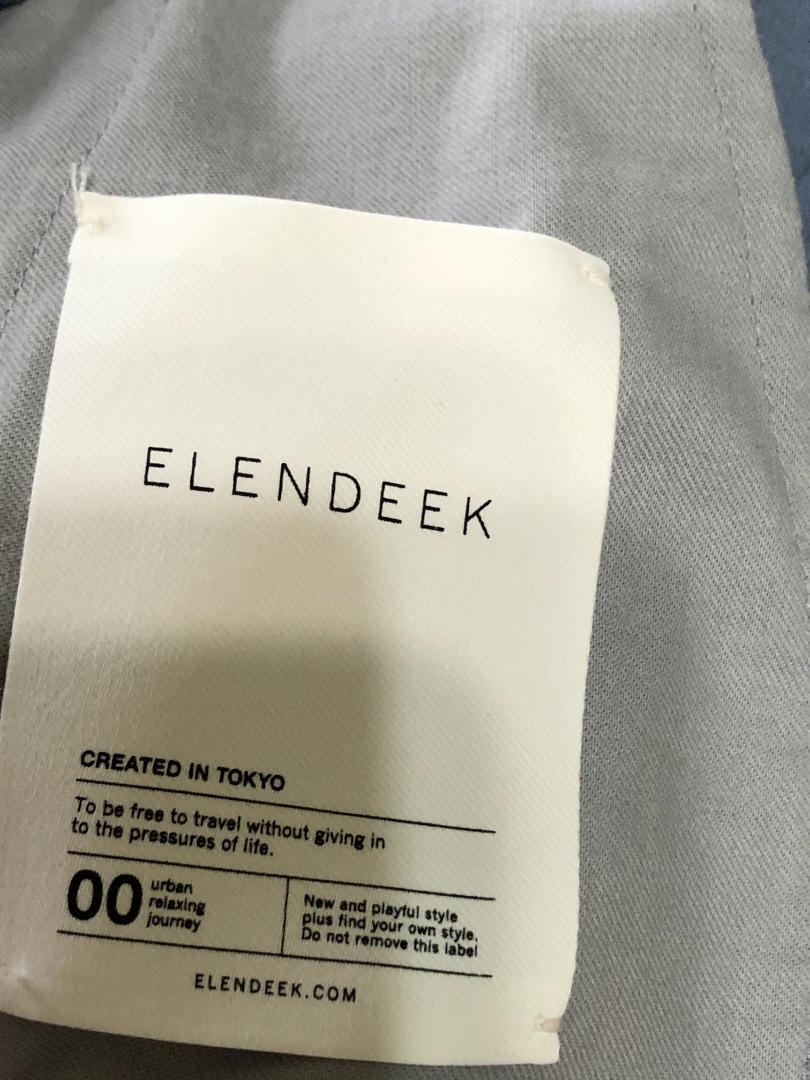 ELENDEEK
CREATED IN TOKYO
To be free to travel without giving in
to the pressures of life.
00
urban
relaxing
journey
New and playful style
plus find your own style.
Do not remove this label
ELENDEEK.COM